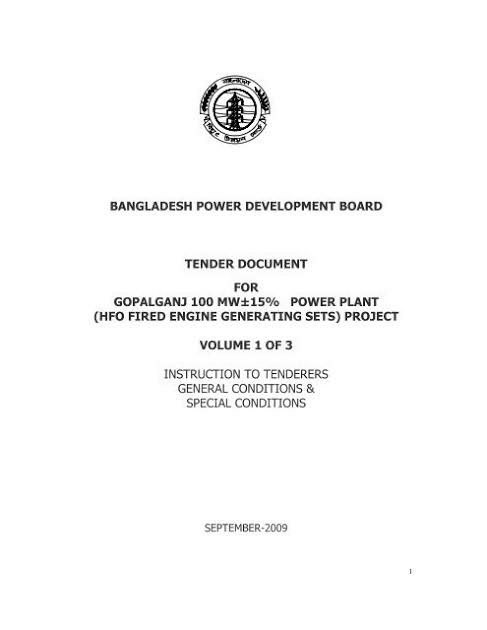 BANGLADESH POWER DEVELOPMENT BOARD
TENDER DOCUMENT
FOR
GOPALGANJ 100 MW±15% POWER PLANT
(HFO FIRED ENGINE GENERATING SETS) PROJECT
VOLUME 1 OF 3
INSTRUCTION TO TENDERERS
GENERAL CONDITIONS &
SPECIAL CONDITIONS
SEPTEMBER-2009
1